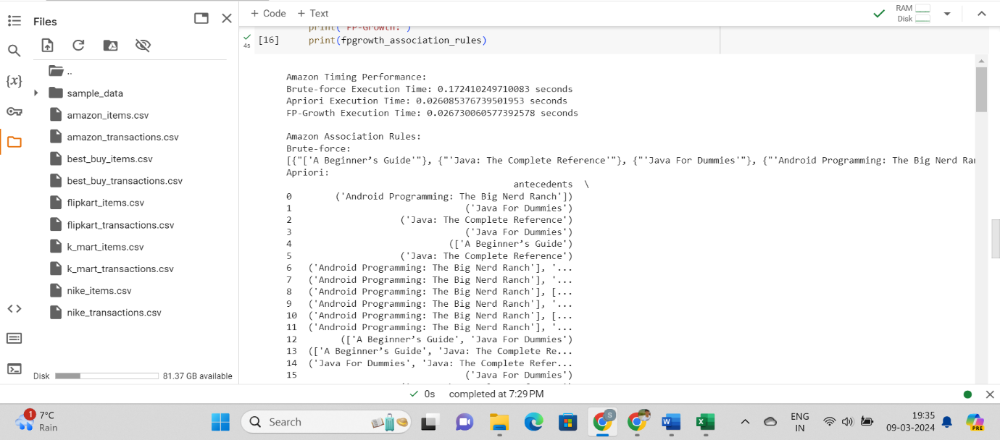 Files
..
sample_data
amazon_items.csv
amazon_transactions.csv
best_buy_items.csv
best_buy_transactions.csv
flipkart_items.csv
flipkart_transactions.csv
k_mart_items.csv
k_mart_transactions.csv
nike_items.csv
nike_transactions.csv
Disk 81.37 GB available
{x}
<>
+ Code + Text
RAM
Disk
print("FP-Growth:")
4s
[16] print(fpgrowth_association_rules)
Amazon Timing Performance:
Brute-force Execution Time: 0.172410249710083 seconds
Apriori Execution Time: 0.026085376739501953 seconds
FP-Growth Execution Time: 0.026730060577392578 seconds
Amazon Association Rules:
Brute-force:
[{"['A Beginner’s Guide'"}, {"'Java: The Complete Reference'"}, {"'Java For Dummies'"}, {"'Android Programming: The Big Nerd
Apriori:
antecedents \
0 ('Android Programming: The Big Nerd Ranch'])
1 ('Java For Dummies')
2 ('Java: The Complete Reference')
3 ('Java For Dummies')
4 (['A Beginner’s Guide')
5 ('Java: The Complete Reference')
6 ('Android Programming: The Big Nerd Ranch'], '...
7 ('Android Programming: The Big Nerd Ranch'], '...
8 ('Android Programming: The Big Nerd Ranch'], [...
9 ('Android Programming: The Big Nerd Ranch'], '...
10 ('Android Programming: The Big Nerd Ranch'], [...
11 ('Android Programming: The Big Nerd Ranch'], '...
12 (['A Beginner’s Guide', 'Java For Dummies')
13 (['A Beginner’s Guide', 'Java: The Complete Re...
14 ('Java For Dummies', 'Java: The Complete Refer...
15 ('Java For Dummies')
0s completed at 7:29 PM
1
7°C
Rain
Search
S
W
X
ENG
IN
19:35
09-03-2024
PRE